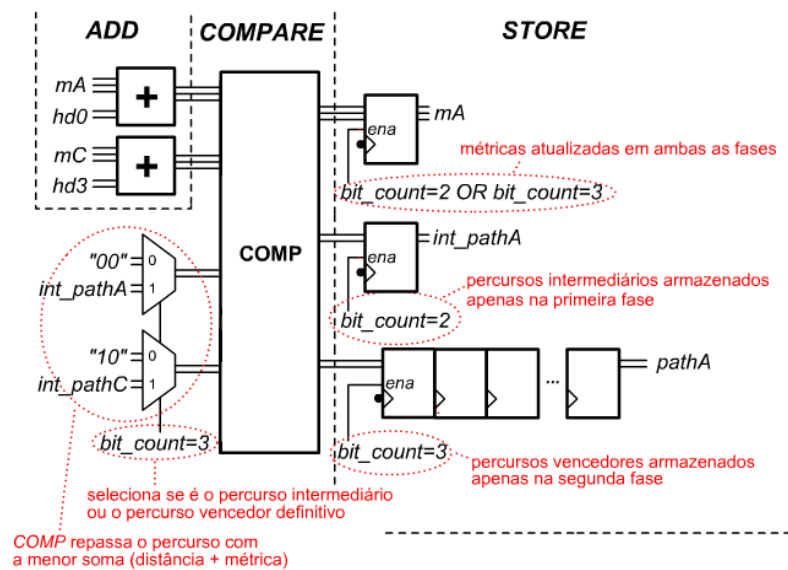 ADD
COMPARE
STORE
mA
+
hd0
mC
+
hd3
COMP
ena
mA
métricas atualizadas em ambas as fases
bit_count=2 OR bit_count=3
"00"
0
int_pathA
1
ena
int_pathA
percursos intermediários armazenados
apenas na primeira fase
bit_count=2
"10"
0
int_pathC
1
ena
...
pathA
bit_count=3
bit_count=3
percursos vencedores armazenados
apenas na segunda fase
seleciona se é o percurso intermediário
ou o percurso vencedor definitivo
COMP repassa o percurso com
a menor soma (distância + métrica)